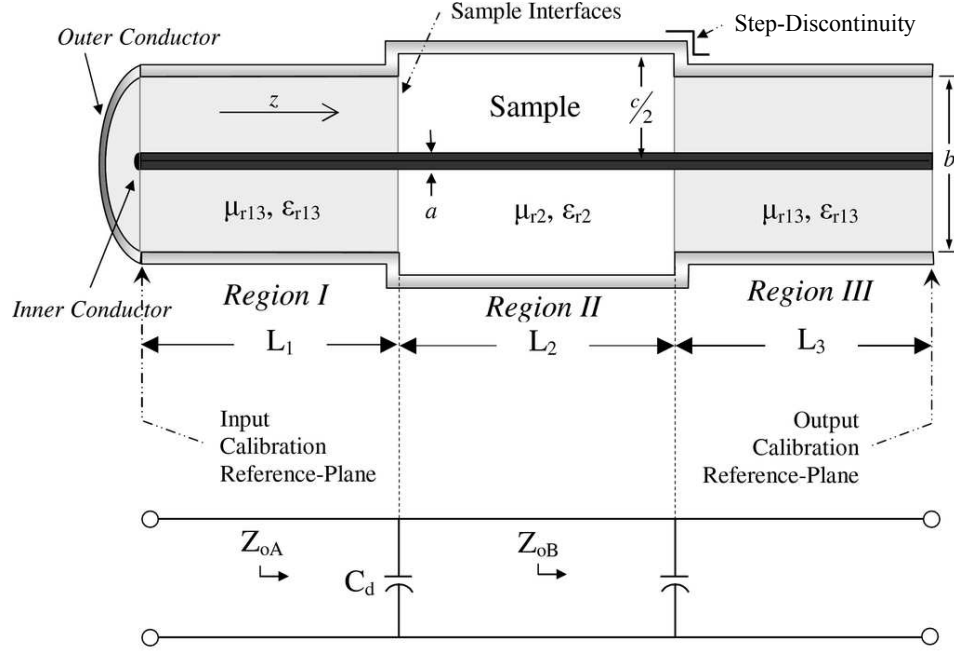 Sample Interfaces
Step-Discontinuity
Outer Conductor
z
Sample
c/2
b
a
μr13, εr13
μr2, εr2
μr13, εr13
Inner Conductor
Region I
Region II
Region III
L1
L2
L3
Input
Calibration
Reference-Plane
Output
Calibration
Reference-Plane
ZoA
ZoB
Cd